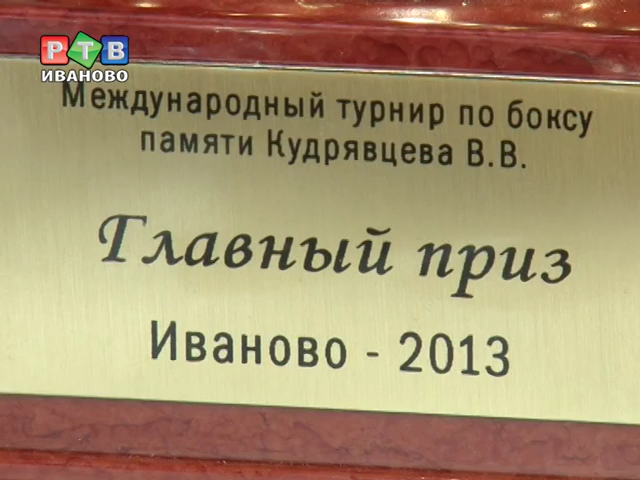 РТВ
ИВАНОВО
Международный турнир по боксу
памяти Кудрявцева В.В.
Главный приз
Иваново - 2013